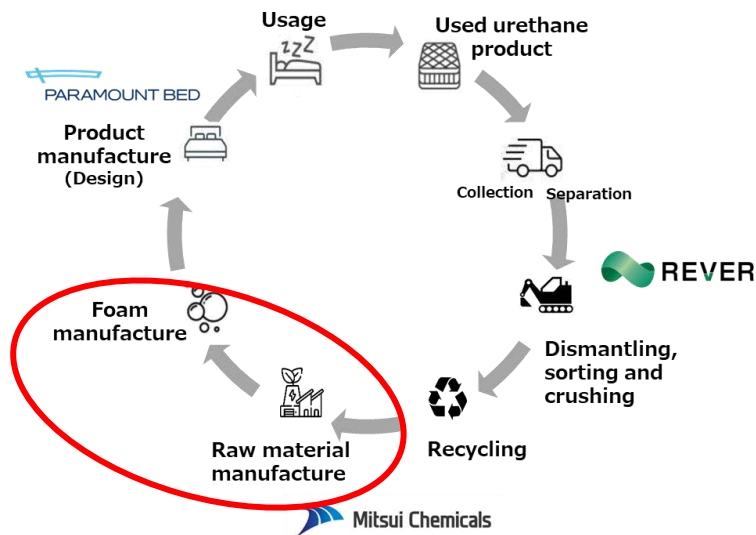 Usage
Used urethane
product
PARAMOUNT BED
Product
manufacture
(Design)
zzz
Collection
Separation
REVER
Foam
manufacture
Dismantling,
sorting and
crushing
Raw material
manufacture
Recycling
Mitsui Chemicals